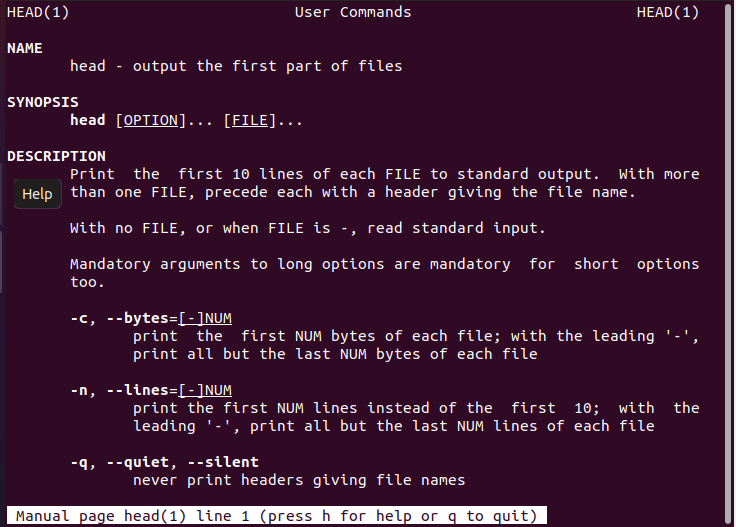 HEAD(1) User Commands HEAD(1)
NAME
head - output the first part of files
SYNOPSIS
head [OPTION]... [FILE]...
DESCRIPTION
Print the first 10 lines of each FILE to standard output. With more
than one FILE, precede each with a header giving the file name.
Help
With no FILE, or when FILE is -, read standard input.
Mandatory arguments to long options are mandatory for short options
too.
-c, --bytes=[-]NUM
print the first NUM bytes of each file; with the leading '-',
print all but the last NUM bytes of each file
-n, --lines=[-]NUM
print the first NUM lines instead of the first 10; with the
leading '-', print all but the last NUM lines of each file
-q, --quiet, --silent
never print headers giving file names
Manual page head(1) line 1 (press h for help or q to quit)